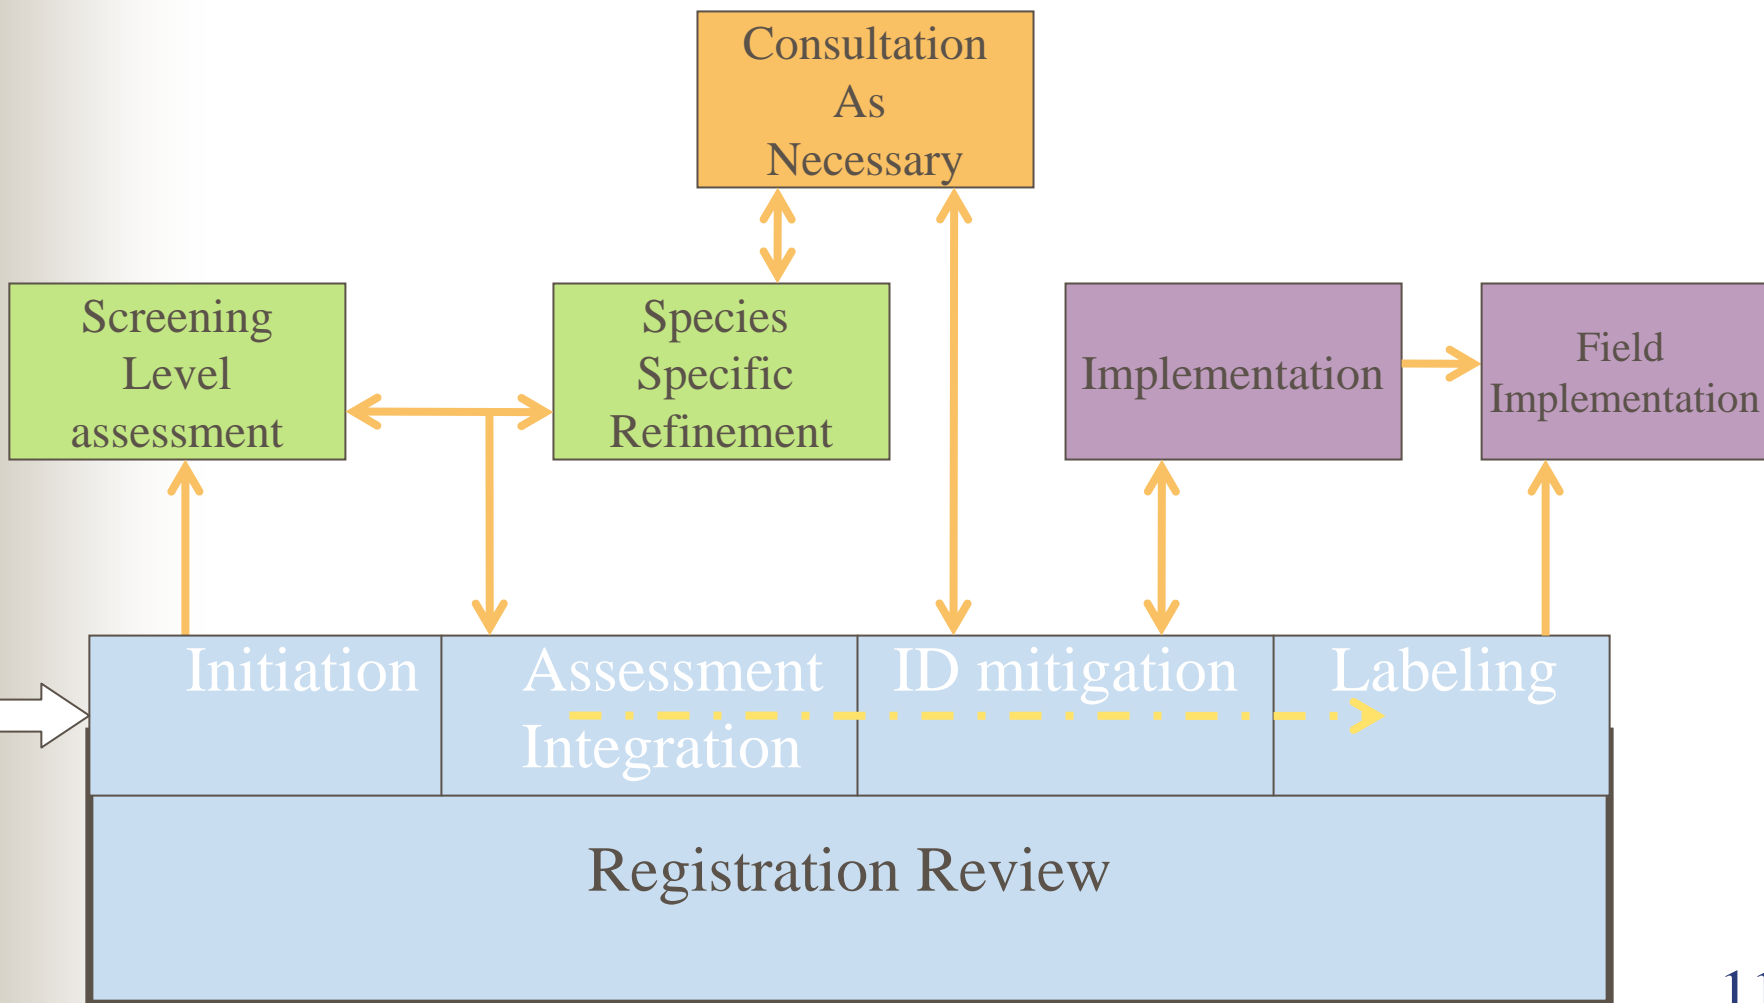 Consultation
As
Necessary
Screening
Level
assessment
Species
Specific
Refinement
Implementation
Field
Implementation
Initiation
Assessment
Integration
ID mitigation
Labeling
Registration Review
11